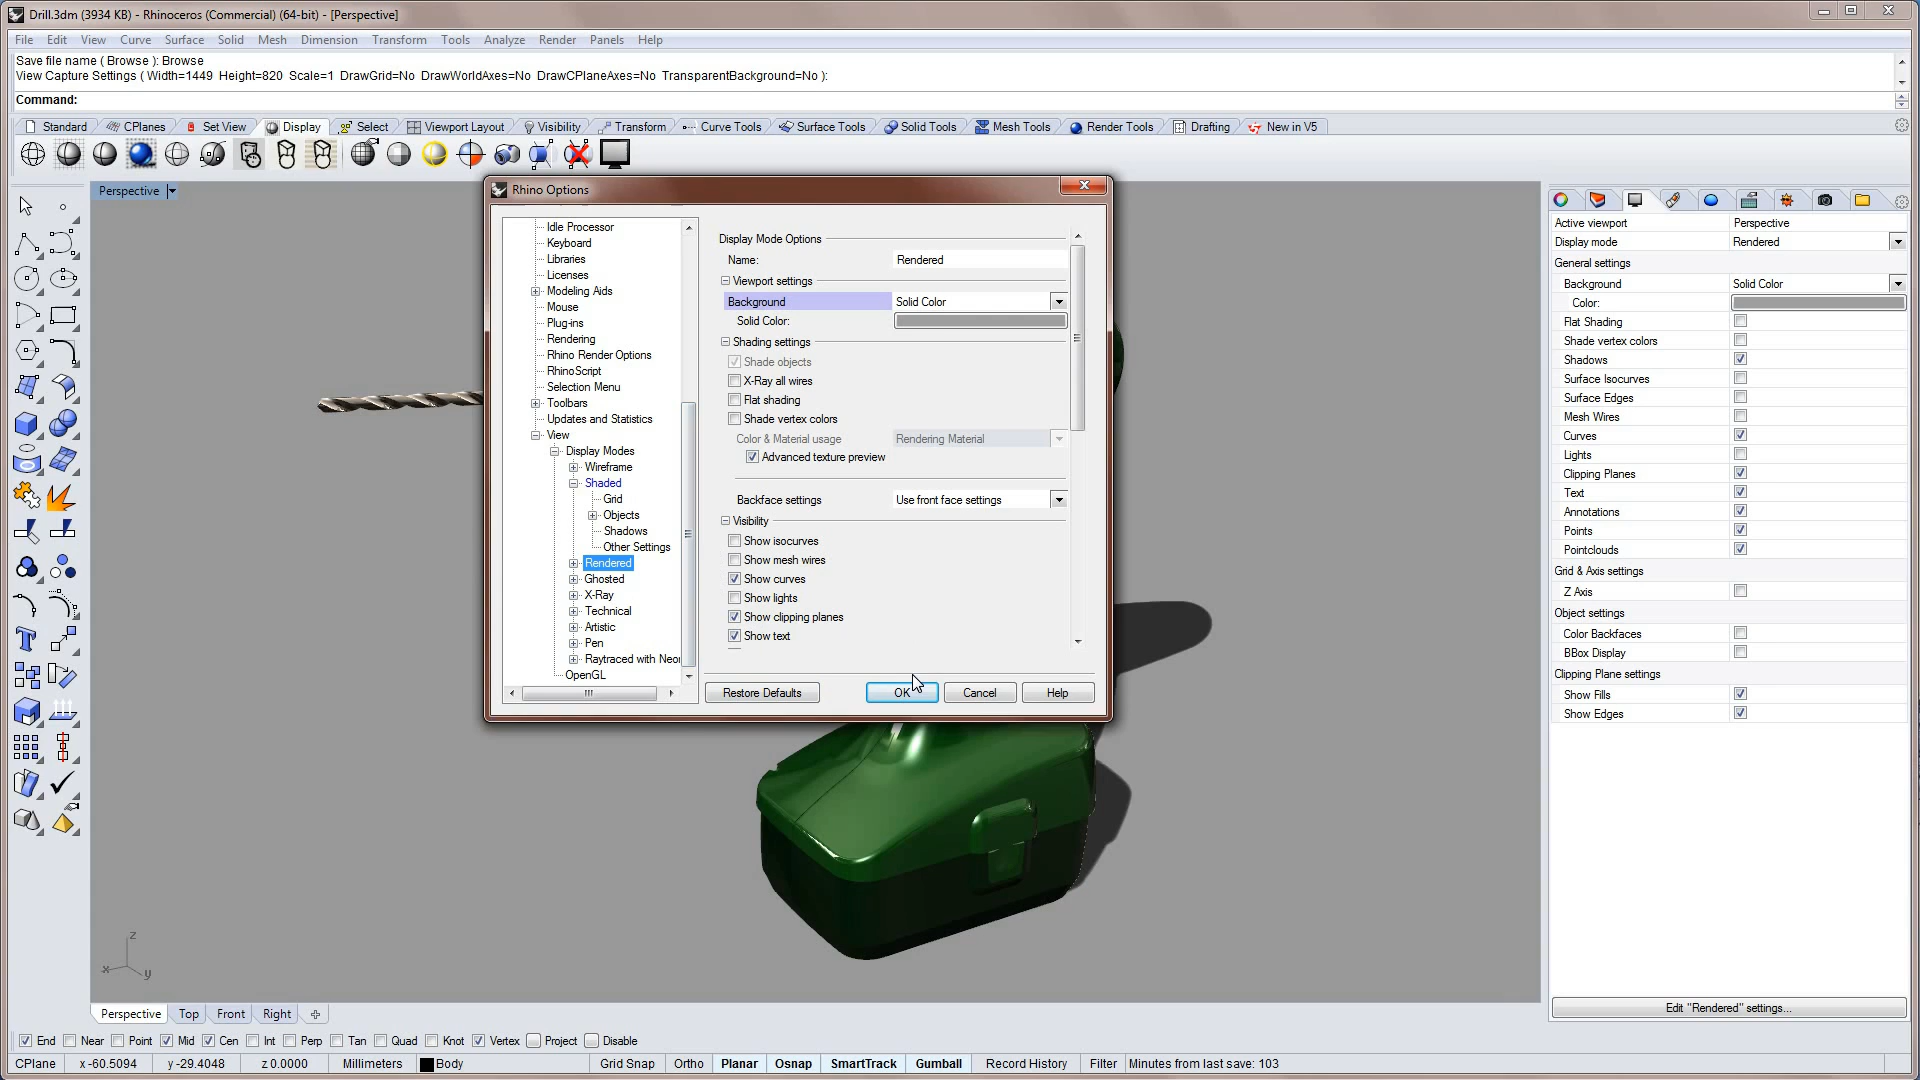 Drill.3dm (3934 KB) - Rhinoceros (Commercial) (64-bit) - [Perspective]
File Edit View Curve Surface Solid Mesh Dimension Transform Tools Analyze Render Panels Help
Save file name ( Browse ): Browse
View Capture Settings ( Width=1449 Height=820 Scale=1 DrawGrid=No DrawWorldAxes=No DrawCPlaneAxes=No TransparentBackground=No ):
Command:
Standard CPlanes Set View Display Select Viewport Layout Visibility Transform Curve Tools Surface Tools Solid Tools Mesh Tools Render Tools Drafting New in V5
Perspective
Rhino Options
Idle Processor
Keyboard
Libraries
Licenses
Modeling Aids
Mouse
Plug-ins
Rendering
Rhino Render Options
RhinoScript
Selection Menu
Toolbars
Updates and Statistics
View
Display Modes
Wireframe
Shaded
Grid
Objects
Shadows
Other Settings
Rendered
Ghosted
X-Ray
Technical
Artistic
Pen
Raytraced with Neon
OpenGL
Display Mode Options
Name: Rendered
Viewport settings
Background Solid Color
Solid Color:
Shading settings
Shade objects
X-Ray all wires
Flat shading
Shade vertex colors
Color & Material usage Rendering Material
Advanced texture preview
Backface settings Use front face settings
Visibility
Show isocurves
Show mesh wires
Show curves
Show lights
Show clipping planes
Show text
Restore Defaults OK Cancel Help
Active viewport Perspective
Display mode Rendered
General settings
Background Solid Color
Color:
Flat Shading
Shade vertex colors
Shadows
Surface Isocurves
Surface Edges
Mesh Wires
Curves
Lights
Clipping Planes
Text
Annotations
Points
Pointclouds
Grid & Axis settings
Z Axis
Object settings
Color Backfaces
BBox Display
Clipping Plane settings
Show Fills
Show Edges
Edit "Rendered" settings...
z
x
y
Perspective Top Front Right
End Near Point Mid Cen Int Perp Tan Quad Knot Vertex Project Disable
CPlane x -60.5094 y -29.4048 z 0.0000 Millimeters Body Grid Snap Ortho Planar Osnap SmartTrack Gumball Record History Filter Minutes from last save: 103